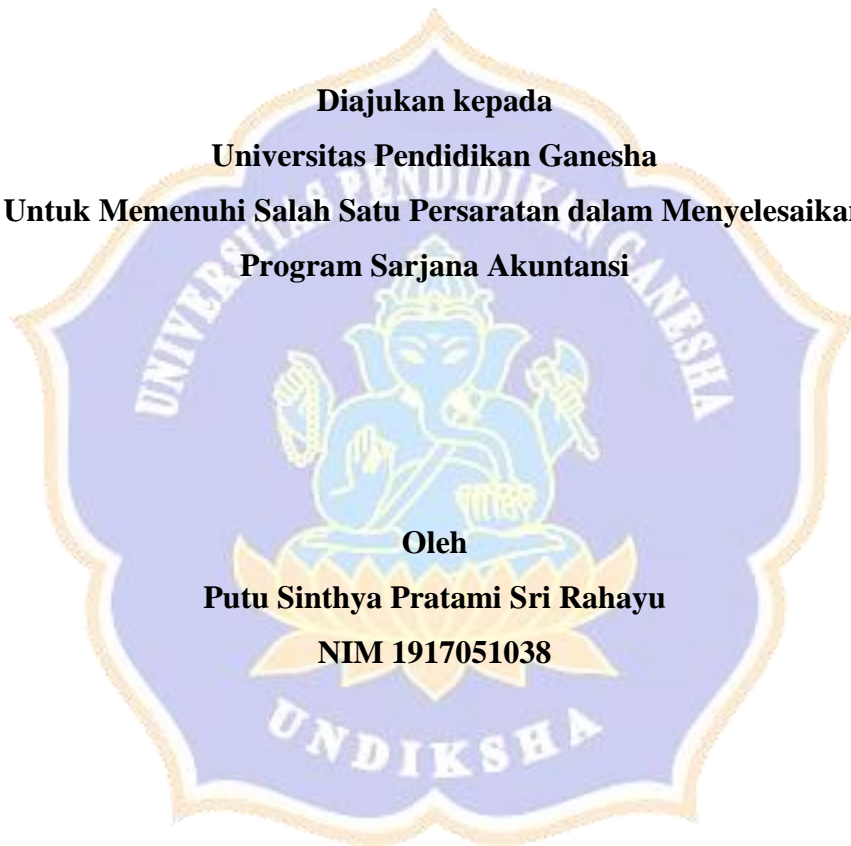 Diajukan kepada
Universitas Pendidikan Ganesha
Untuk Memenuhi Salah Satu Persaratan dalam Menyelesaikan
Program Sarjana Akuntansi
UNIVERSITAS PENDIDIKAN GANESHA
Oleh
Putu Sinthya Pratami Sri Rahayu
NIM 1917051038
UNDIKSHA